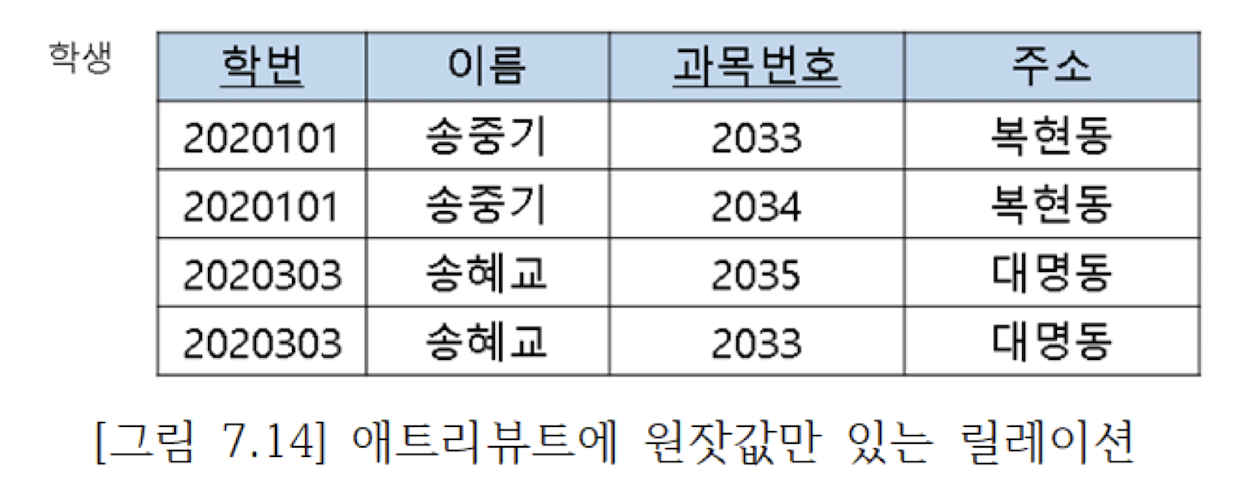 학생
학번 이름 과목번호 주소
2020101 송중기 2033 복현동
2020101 송중기 2034 복현동
2020303 송혜교 2035 대명동
2020303 송혜교 2033 대명동
[그림 7.14] 애트리뷰트에 원잣값만 있는 릴레이션